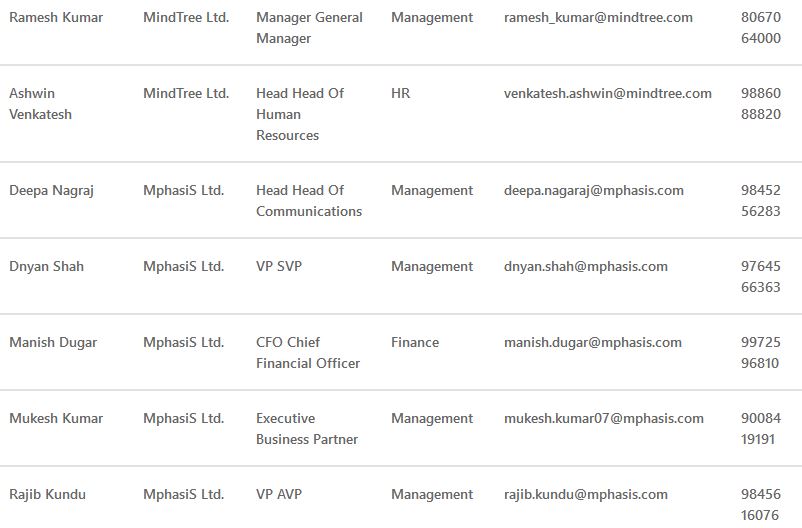 Ramesh Kumar MindTree Ltd. Manager General Management ramesh_kumar@mindtree.com 80670
Manager 64000
Ashwin MindTree Ltd. Head Head Of HR venkatesh.ashwin@mindtree.com 98860
Venkatesh Human 88820
Resources
Deepa Nagraj MphasiS Ltd. Head Head Of Management deepa.nagaraj@mphasis.com 98452
Communications 56283
Dnyan Shah MphasiS Ltd. VP SVP Management dnyan.shah@mphasis.com 97645
66363
Manish Dugar MphasiS Ltd. CFO Chief Finance manish.dugar@mphasis.com 99725
Financial Officer 96810
Mukesh Kumar MphasiS Ltd. Executive Management mukesh.kumar07@mphasis.com 90084
Business Partner 19191
Rajib Kundu MphasiS Ltd. VP AVP Management rajib.kundu@mphasis.com 98456
16076